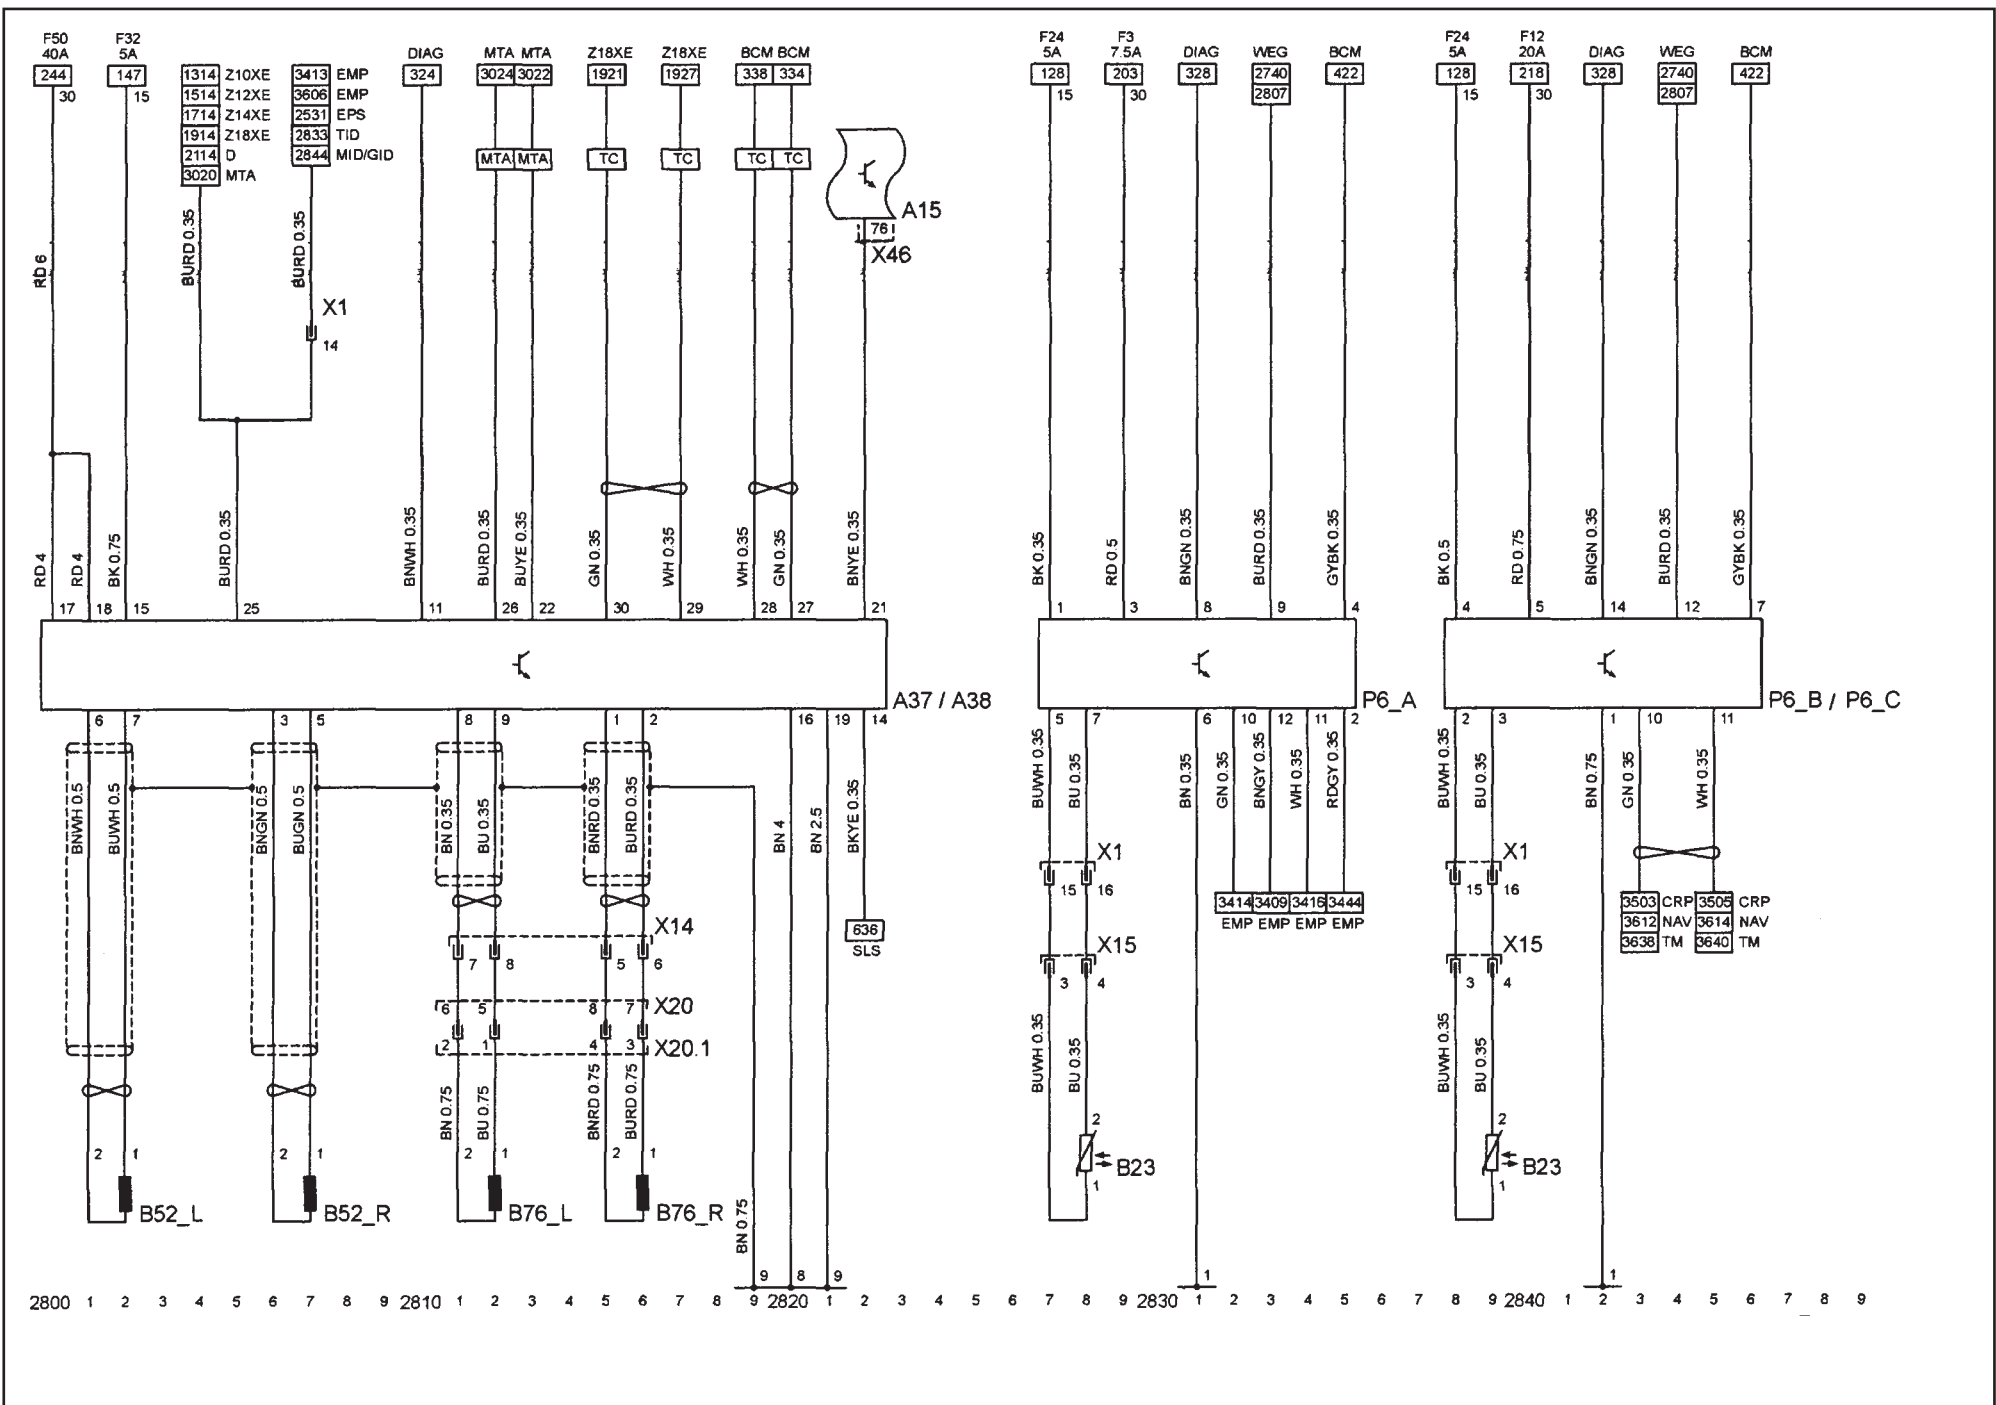 F50 F32 F24 F3 F24 F12
40A 5A DIAG MTA MTA Z18XE Z18XE BCM BCM 5A 7.5A DIAG WEG BCM 5A 20A DIAG WEG BCM
244 147 1314 Z10XE 3413 EMP 324 3024 3022 1921 1927 338 334 128 203 328 2740 422 128 218 328 2740 422
30 15 1514 Z12XE 3606 EMP 15 30 2807 15 30 2807
1714 Z14XE 2531 EPS
1914 Z18XE 2833 TID
2114 D 2844 MID/GID MTA MTA TC TC TC TC
3020 MTA
A15
76
X46
RD 6 BURD 0.35 BURD 0.35
X1
14
RD 4 RD 4 BK 0.75 BURD 0.35 BNWH 0.35 BURD 0.35 BUYE 0.35 GN 0.35 WH 0.35 WH 0.35 GN 0.35 BNYE 0.35 BK 0.35 RD 0.5 BNGN 0.35 BURD 0.35 GYBK 0.35 BK 0.5 RD 0.75 BNGN 0.35 BURD 0.35 GYBK 0.35
17 18 15 25 11 26 22 30 29 28 27 21 1 3 8 9 4 4 5 14 12 7
A37 / A38 P6_A P6_B / P6_C
6 7 3 5 8 9 1 2 16 19 14 5 7 6 10 12 11 2 2 3 1 10 11
BNWH 0.5 BUWH 0.5 BNGN 0.5 BUGN 0.5 BN 0.35 BU 0.35 BNRD 0.35 BURD 0.35 BN 4 BN 2.5 BKYE 0.35 BUWH 0.35 BU 0.35 BN 0.35 GN 0.35 BNGY 0.35 WH 0.35 RDGY 0.35 BUWH 0.35 BU 0.35 BN 0.75 GN 0.35 WH 0.35
X1 X1
15 16 15 16
3414 3409 3416 3444 3503 CRP 3505 CRP
EMP EMP EMP EMP 3612 NAV 3614 NAV
X14 636 X15 X15 3638 TM 3640 TM
7 8 5 6 SLS
3 4 3 4
6 5 8 7 X20
2 1 4 3 X20.1
BN 0.75 BU 0.75 BNRD 0.75 BURD 0.75 BUWH 0.35 BU 0.35 BUWH 0.35 BU 0.35
2 2
2 1 2 1 2 1 2 1 B23 B23
1 1
B52_L B52_R B76_L B76_R
BN 0.75
9 8 9 1 1
2800 1 2 3 4 5 6 7 8 9 2810 1 2 3 4 5 6 7 8 9 2820 1 2 3 4 5 6 7 8 9 2830 1 2 3 4 5 6 7 8 9 2840 1 2 3 4 5 6 7 8 9